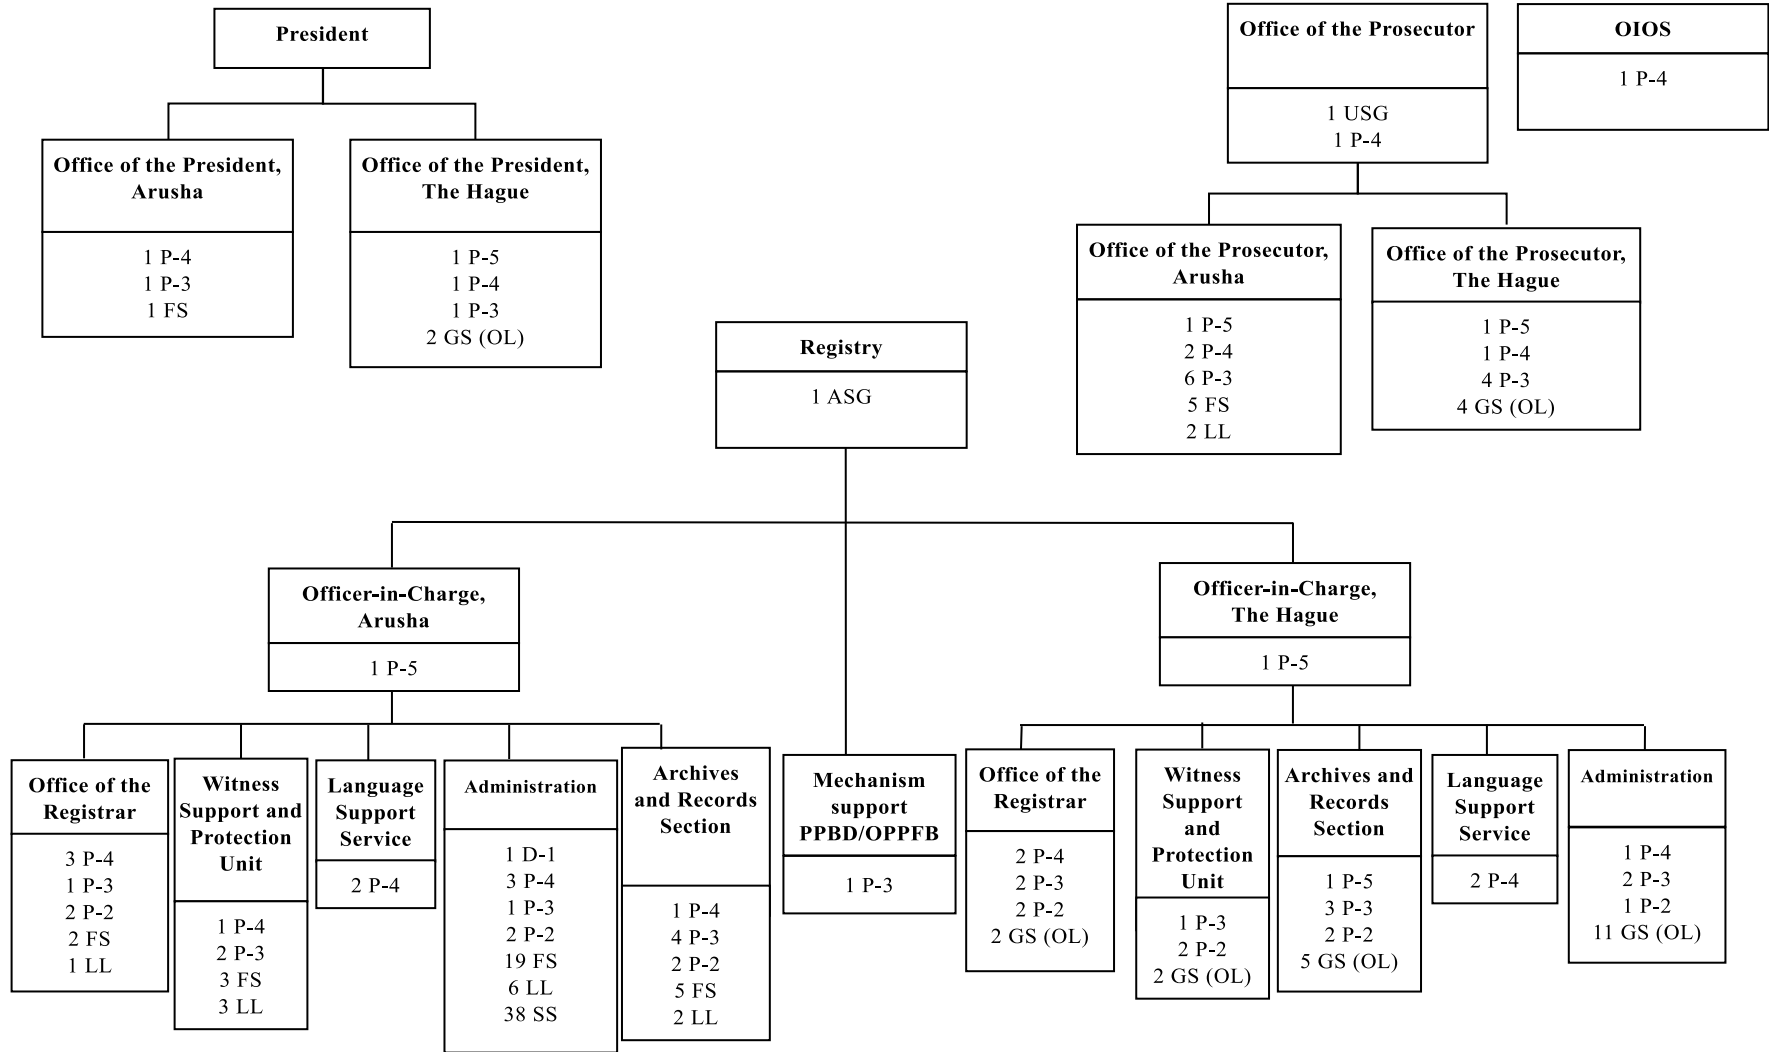 President
Office of the President,
Arusha
1 P-4
1 P-3
1 FS
Office of the President,
The Hague
1 P-5
1 P-4
1 P-3
2 GS (OL)
Office of the Prosecutor
1 USG
1 P-4
OIOS
1 P-4
Office of the Prosecutor,
Arusha
1 P-5
2 P-4
6 P-3
5 FS
2 LL
Office of the Prosecutor,
The Hague
1 P-5
1 P-4
4 P-3
4 GS (OL)
Registry
1 ASG
Officer-in-Charge,
Arusha
1 P-5
Officer-in-Charge,
The Hague
1 P-5
Office of the
Registrar
3 P-4
1 P-3
2 P-2
2 FS
1 LL
Witness
Support and
Protection
Unit
1 P-4
2 P-3
3 FS
3 LL
Language
Support
Service
2 P-4
Administration
1 D-1
3 P-4
1 P-3
2 P-2
19 FS
6 LL
38 SS
Archives
and Records
Section
1 P-4
4 P-3
2 P-2
5 FS
2 LL
Mechanism
support
PPBD/OPPFB
1 P-3
Office of the
Registrar
2 P-4
2 P-3
2 P-2
2 GS (OL)
Witness
Support
and
Protection
Unit
1 P-3
2 P-2
2 GS (OL)
Archives and
Records
Section
1 P-5
3 P-3
2 P-2
5 GS (OL)
Language
Support
Service
2 P-4
Administration
1 P-4
2 P-3
1 P-2
11 GS (OL)